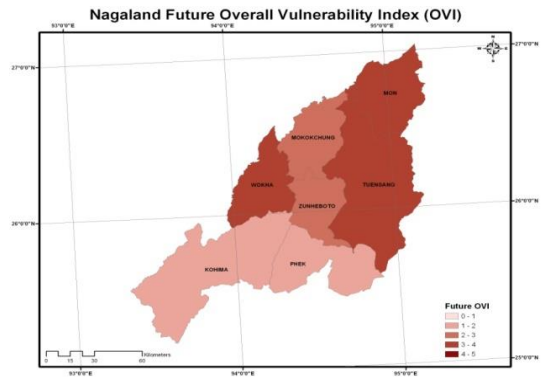 Nagaland Future Overall Vulnerability Index (OVI)
93°0'0"E 94°0'0"E 95°0'0"E
27°0'0"N 27°0'0"N
MON
MOKOKCHUNG
WOKHA TUENSANG
ZUNHEBOTO
26°0'0"N 26°0'0"N
KOHIMA PHEK
Future OVI
0 - 1
1 - 2
2 - 3
3 - 4
4 - 5
Kilometers
0 15 30 60
25°0'0"N
93°0'0"E 94°0'0"E 95°0'0"E